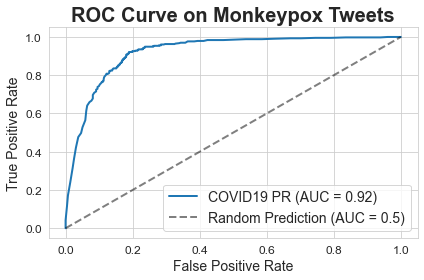 ROC Curve on Monkeypox Tweets
True Positive Rate
1.0
0.8
0.6
0.4
0.2
0.0
COVID19 PR (AUC = 0.92)
Random Prediction (AUC = 0.5)
0.0 0.2 0.4 0.6 0.8 1.0
False Positive Rate